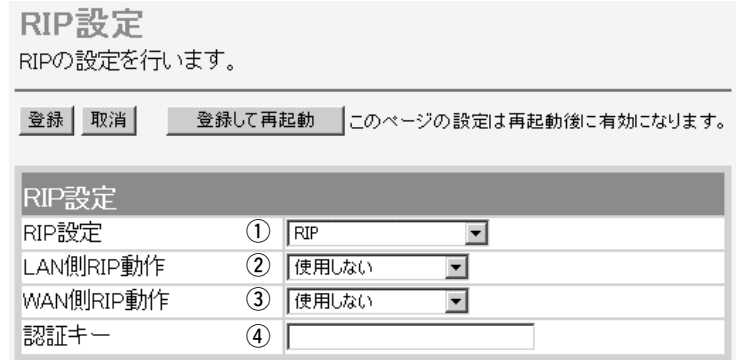 RIP設定
RIPの設定を行います。
登録 取消 登録して再起動 このページの設定は再起動後に有効になります。
RIP設定
RIP設定 ① RIP
LAN側RIP動作 ② 使用しない
WAN側RIP動作 ③ 使用しない
認証キー ④